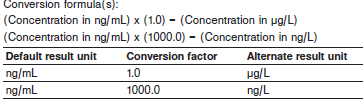 Conversion formula(s):
(Concentration in ng/mL) x (1.0) - (Concentration in µg/L)
(Concentration in ng/mL) x (1000.0) - (Concentration in ng/L)
Default result unit Conversion factor Alternate result unit
ng/mL 1.0 µg/L
ng/mL 1000.0 ng/L